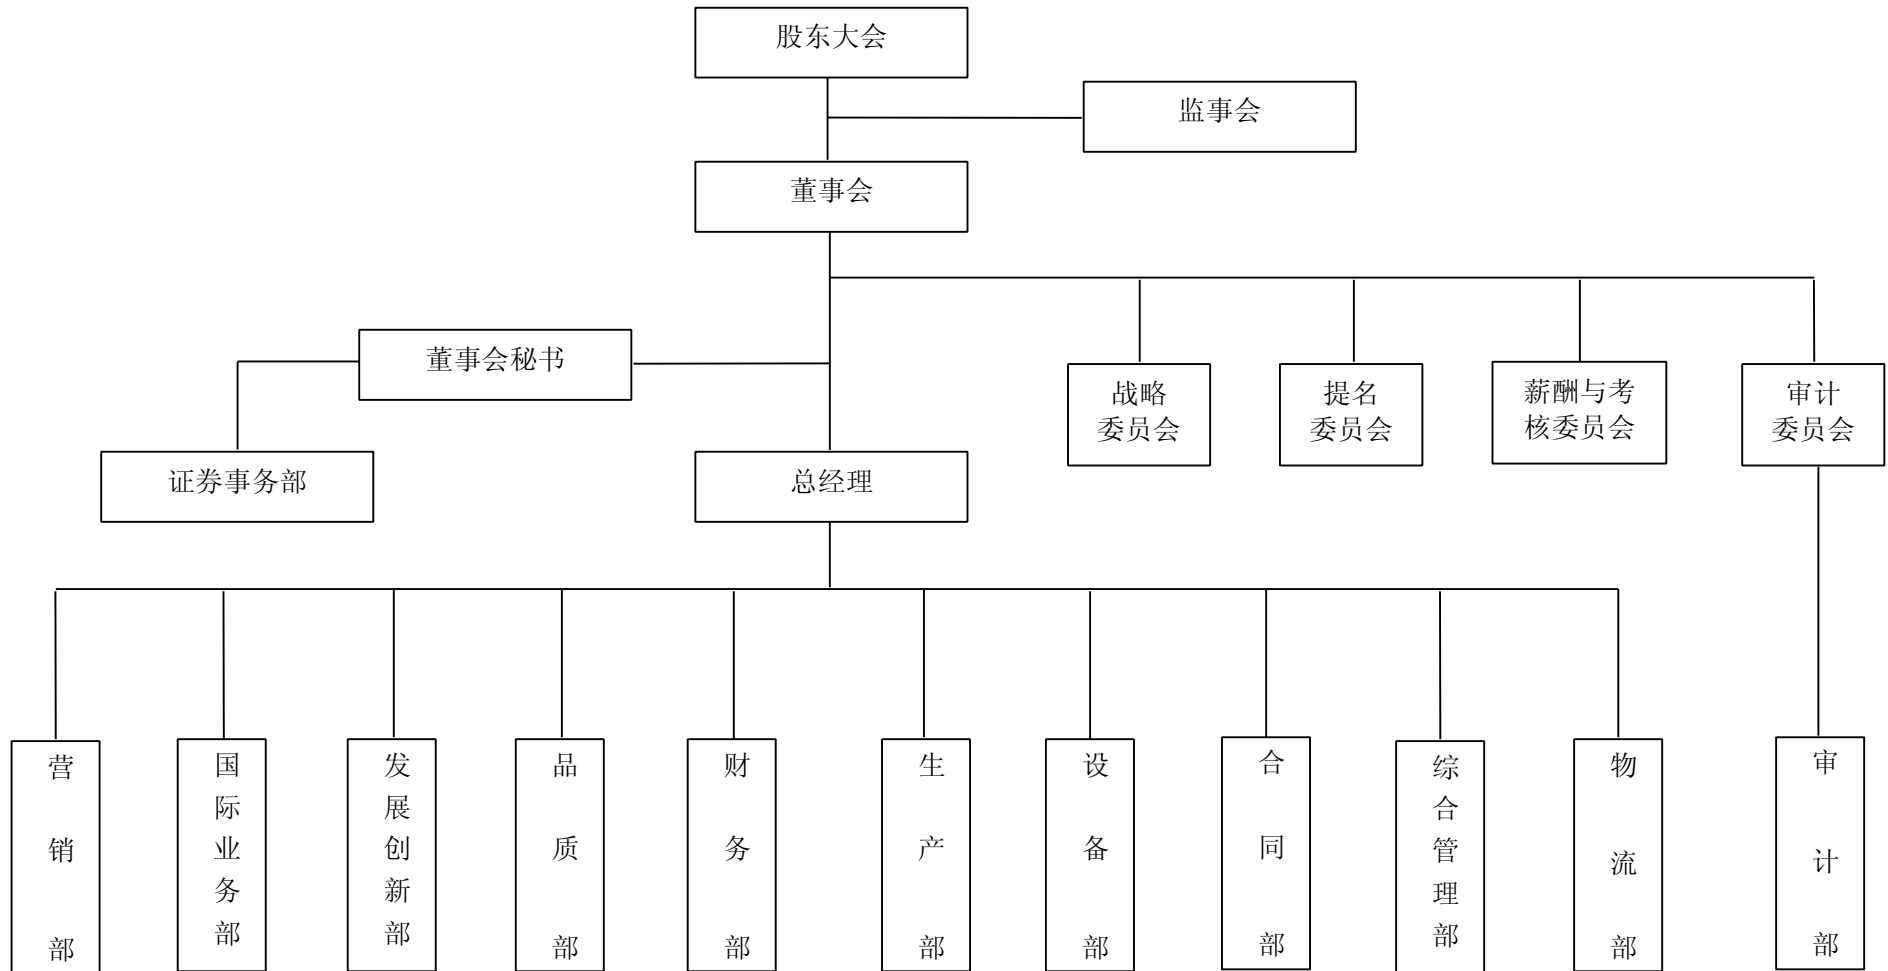 股东大会
监事会
董事会
董事会秘书
战略
委员会
提名
委员会
薪酬与考
核委员会
审计
委员会
证券事务部
总经理
营销部
国际业务部
发展创新部
品质部
财务部
生产部
设备部
合同部
综合管理部
物流部
审计部